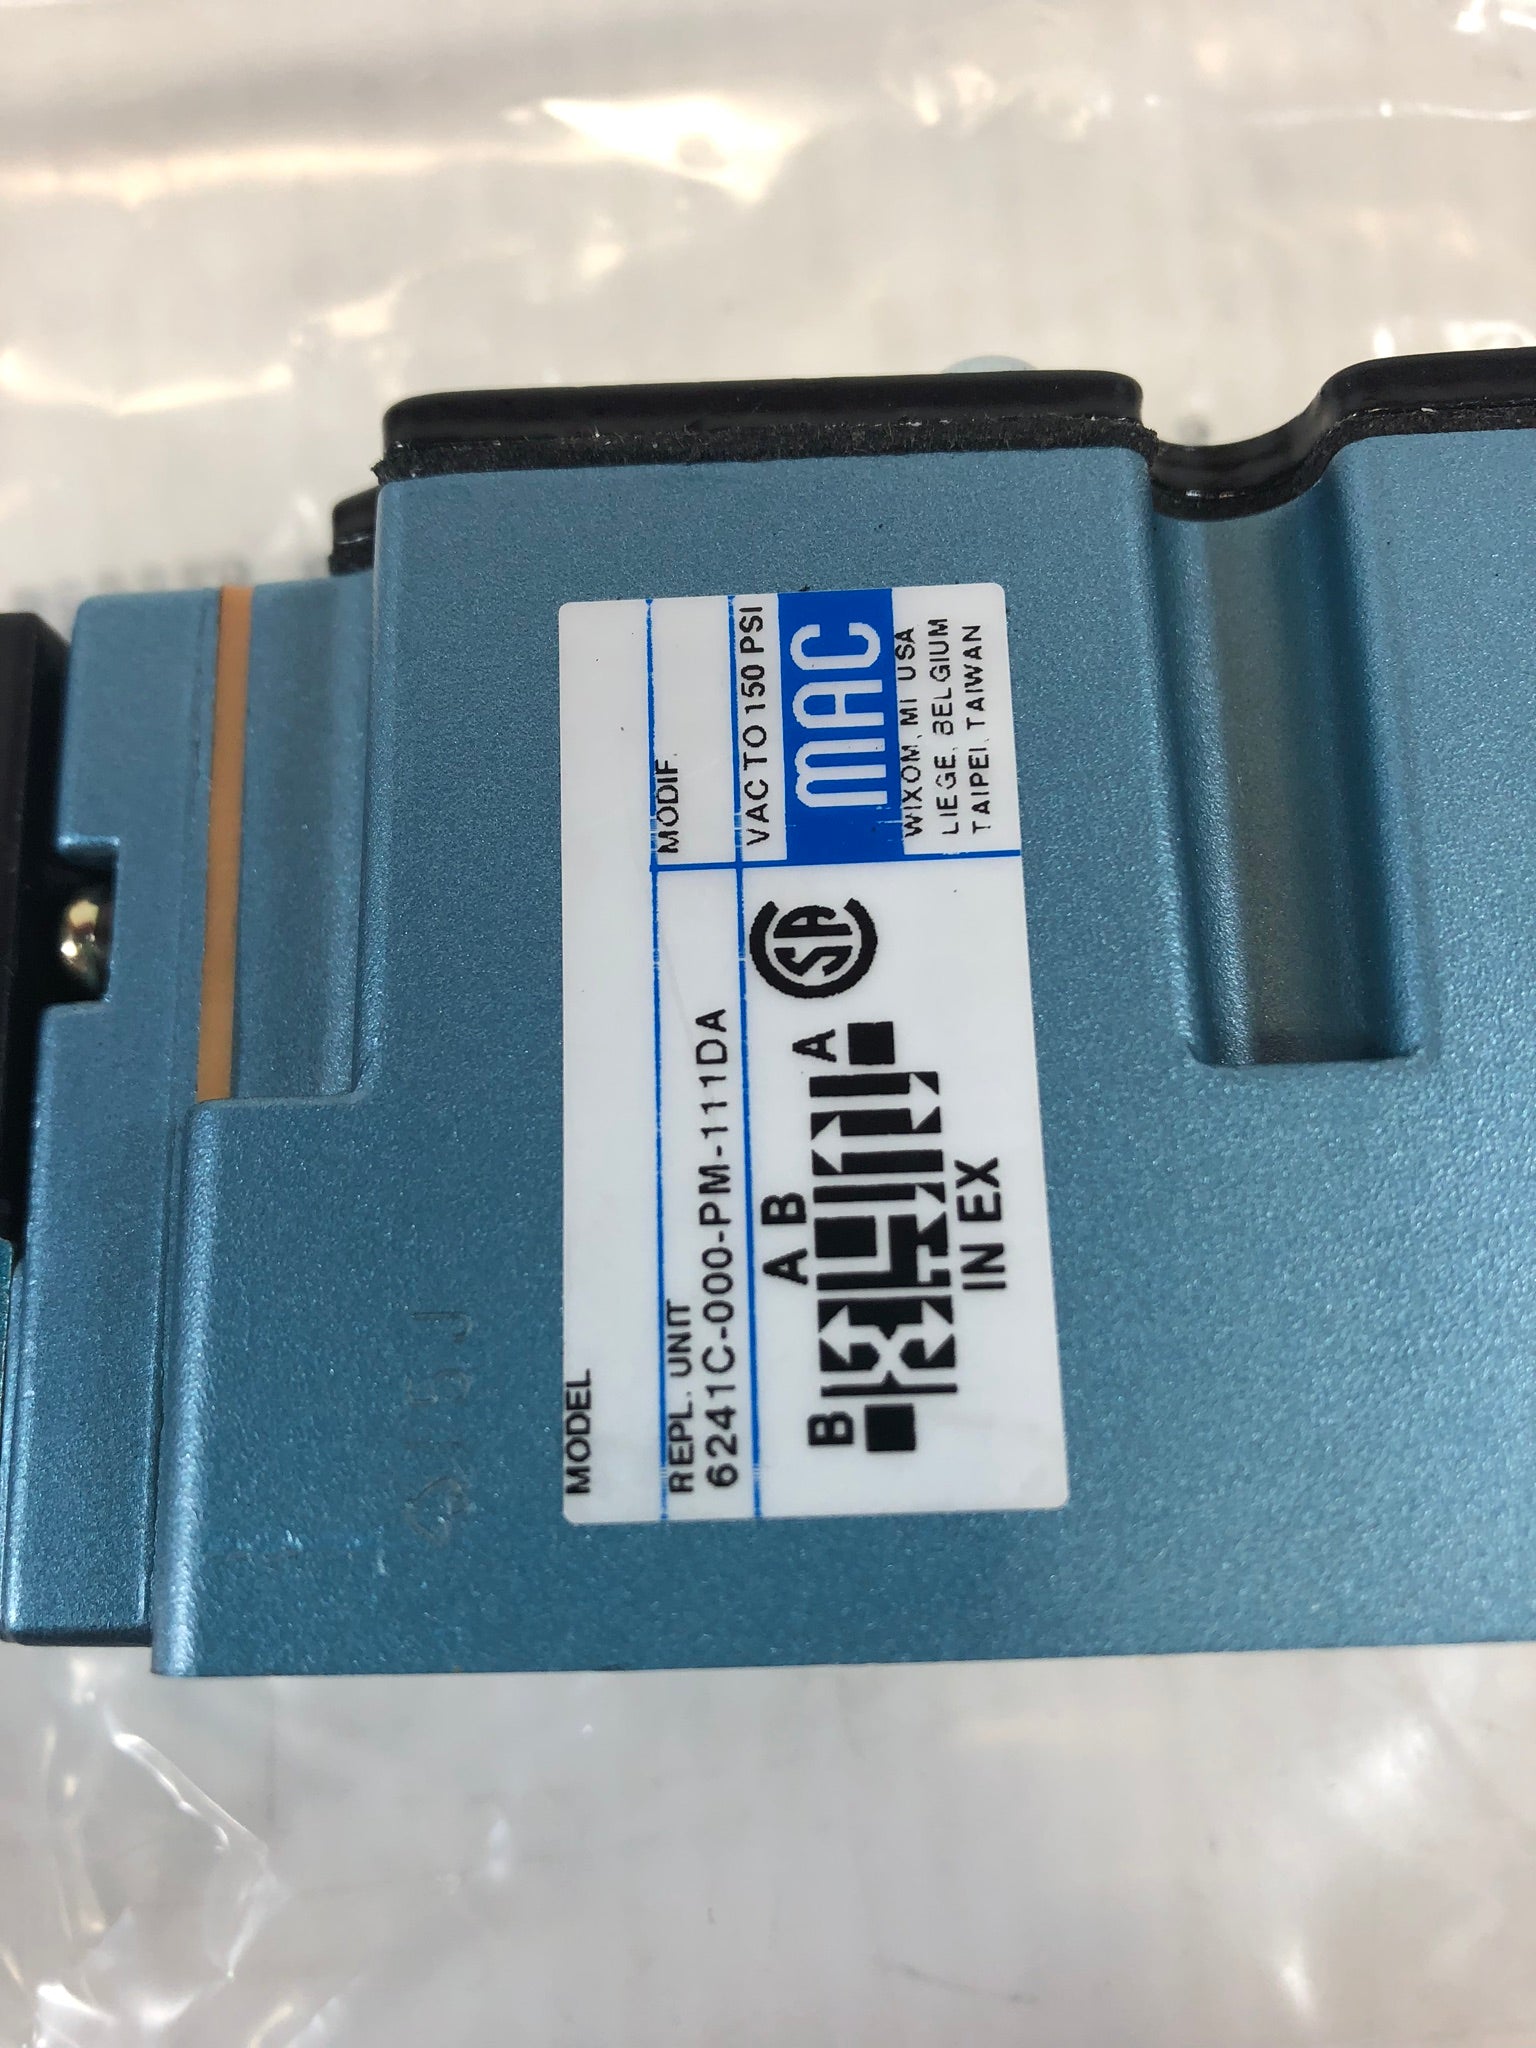 MODEL
REPL. UNIT
6241C-000-PM-111DA
MODIF.
VAC TO 150 PSI
MAC
WIXOM, MI USA
LIEGE, BELGIUM
TAIPEI, TAIWAN
SA
A B
B A
IN EX